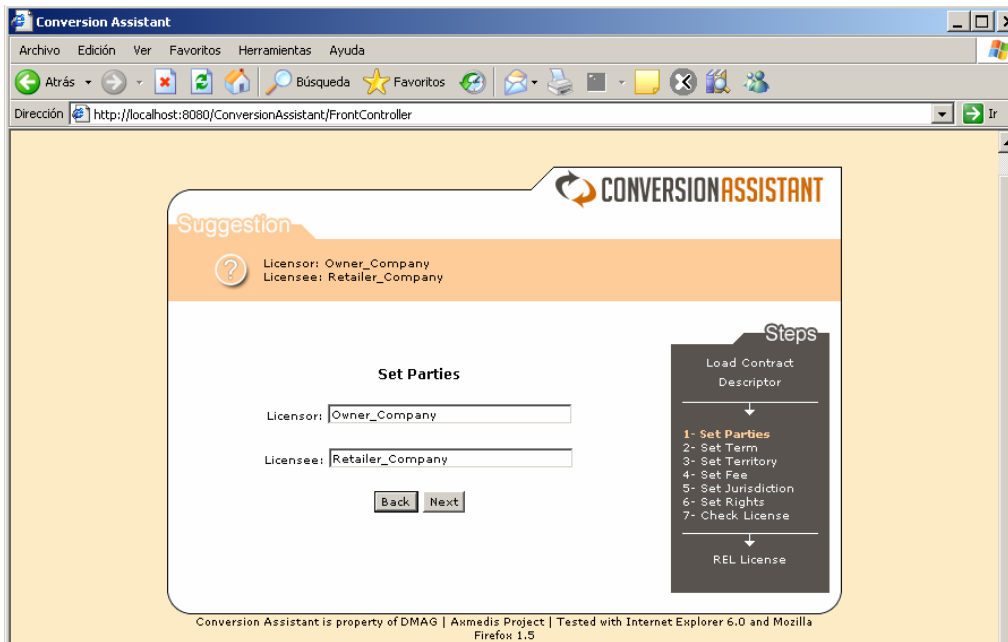 Conversion Assistant
Archivo Edición Ver Favoritos Herramientas Ayuda
Atrás Búsqueda Favoritos
Dirección http://localhost:8080/ConversionAssistant/FrontController Ir
CONVERSIONASSISTANT
Suggestion
?
Licensor: Owner_Company
Licensee: Retailer_Company
Set Parties
Licensor: Owner_Company
Licensee: Retailer_Company
Back Next
Steps
Load Contract
Descriptor
1- Set Parties
2- Set Term
3- Set Territory
4- Set Fee
5- Set Jurisdiction
6- Set Rights
7- Check License
REL License
Conversion Assistant is property of DMAG | Axmedis Project | Tested with Internet Explorer 6.0 and Mozilla
Firefox 1.5